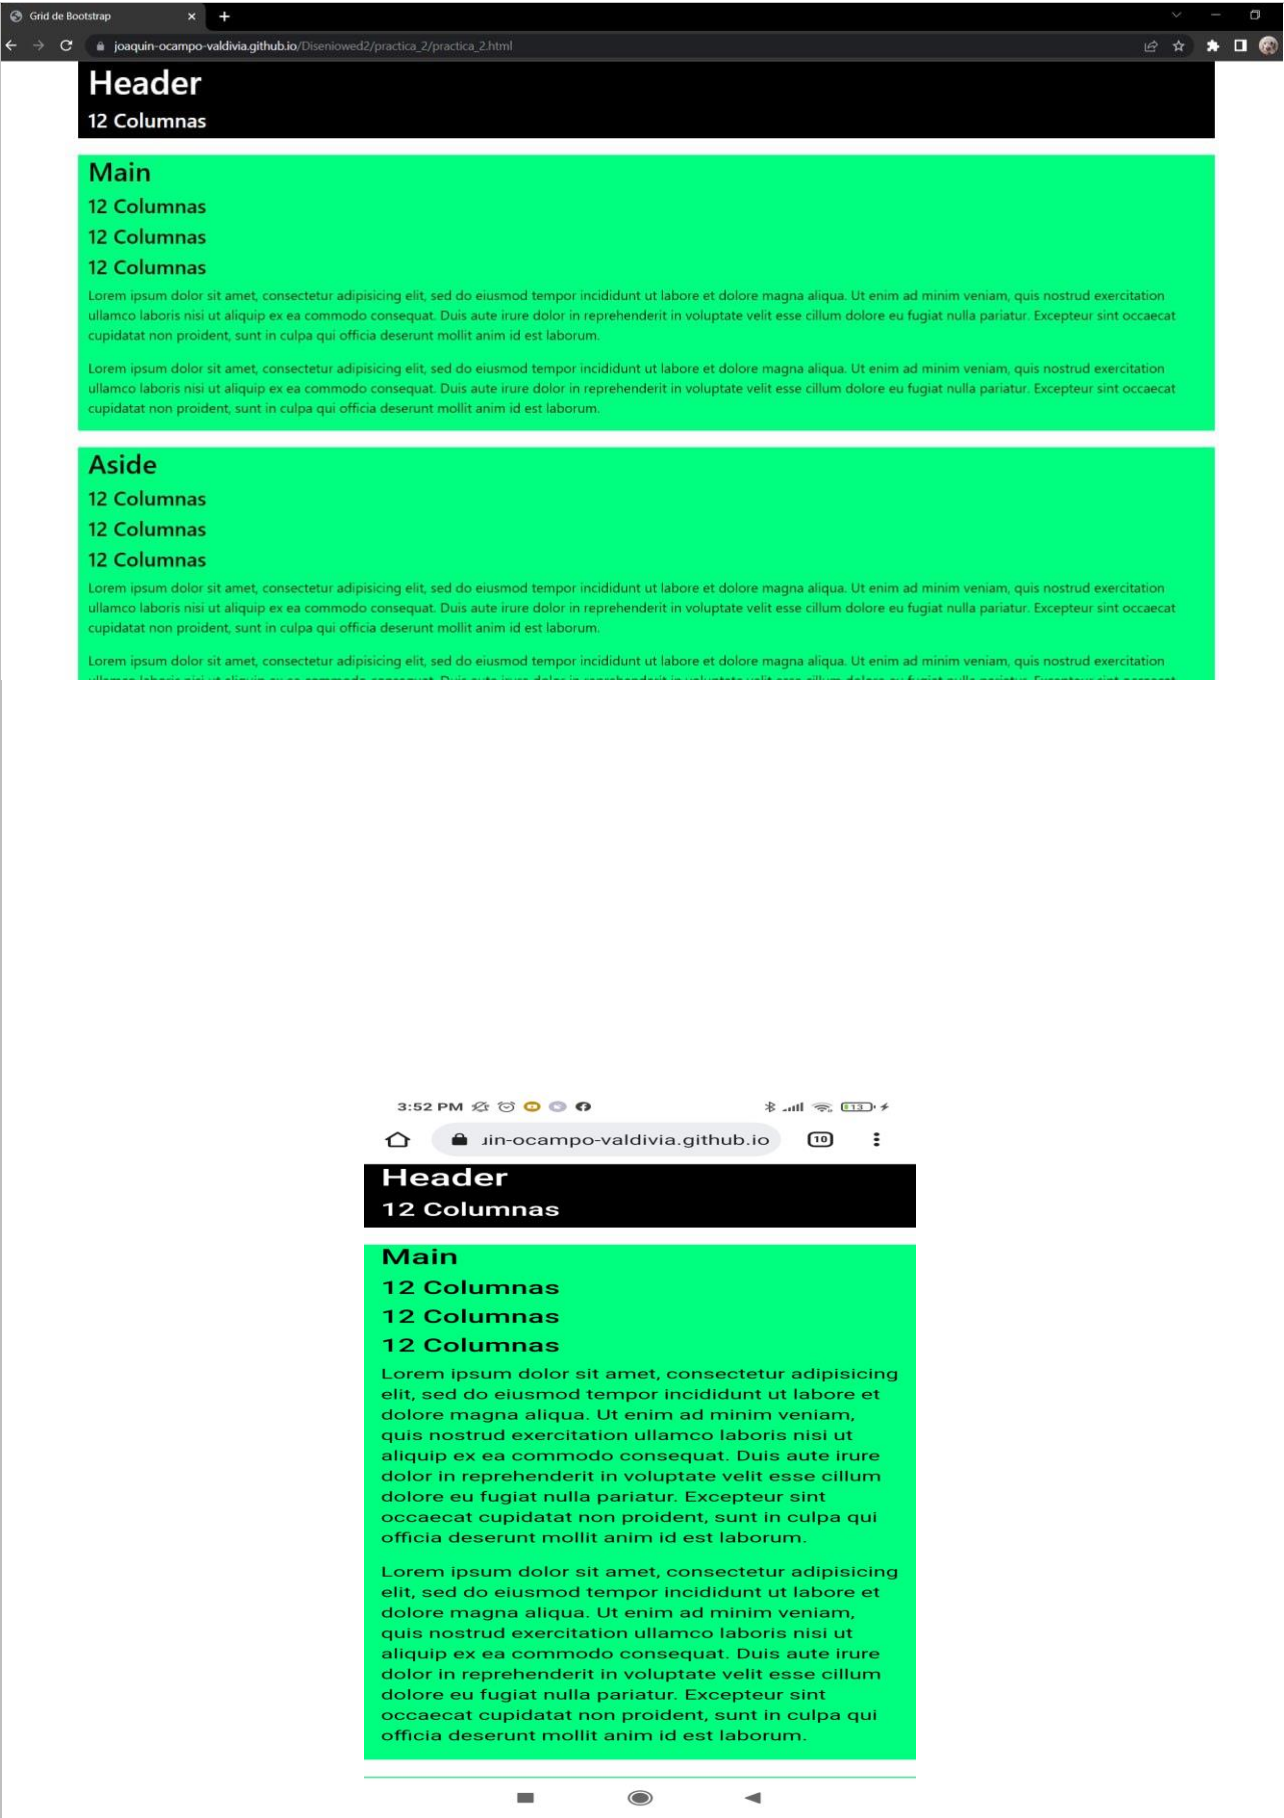 Grid de Bootstrap
joaquin-ocampo-valdivia.github.io/Diseniowed2/practica_2/practica_2.html
Header
12 Columnas
Main
12 Columnas
12 Columnas
12 Columnas
Lorem ipsum dolor sit amet, consectetur adipisicing elit, sed do eiusmod tempor incididunt ut labore et dolore magna aliqua. Ut enim ad minim veniam, quis nostrud exercitation
ullamco laboris nisi ut aliquip ex ea commodo consequat. Duis aute irure dolor in reprehenderit in voluptate velit esse cillum dolore eu fugiat nulla pariatur. Excepteur sint occaecat
cupidatat non proident, sunt in culpa qui officia deserunt mollit anim id est laborum.
Lorem ipsum dolor sit amet, consectetur adipisicing elit, sed do eiusmod tempor incididunt ut labore et dolore magna aliqua. Ut enim ad minim veniam, quis nostrud exercitation
ullamco laboris nisi ut aliquip ex ea commodo consequat. Duis aute irure dolor in reprehenderit in voluptate velit esse cillum dolore eu fugiat nulla pariatur. Excepteur sint occaecat
cupidatat non proident, sunt in culpa qui officia deserunt mollit anim id est laborum.
Aside
12 Columnas
12 Columnas
12 Columnas
Lorem ipsum dolor sit amet, consectetur adipisicing elit, sed do eiusmod tempor incididunt ut labore et dolore magna aliqua. Ut enim ad minim veniam, quis nostrud exercitation
ullamco laboris nisi ut aliquip ex ea commodo consequat. Duis aute irure dolor in reprehenderit in voluptate velit esse cillum dolore eu fugiat nulla pariatur. Excepteur sint occaecat
cupidatat non proident, sunt in culpa qui officia deserunt mollit anim id est laborum.
Lorem ipsum dolor sit amet, consectetur adipisicing elit, sed do eiusmod tempor incididunt ut labore et dolore magna aliqua. Ut enim ad minim veniam, quis nostrud exercitation
3:52 PM
13
uin-ocampo-valdivia.github.io
10
Header
12 Columnas
Main
12 Columnas
12 Columnas
12 Columnas
Lorem ipsum dolor sit amet, consectetur adipisicing
elit, sed do eiusmod tempor incididunt ut labore et
dolore magna aliqua. Ut enim ad minim veniam,
quis nostrud exercitation ullamco laboris nisi ut
aliquip ex ea commodo consequat. Duis aute irure
dolor in reprehenderit in voluptate velit esse cillum
dolore eu fugiat nulla pariatur. Excepteur sint
occaecat cupidatat non proident, sunt in culpa qui
officia deserunt mollit anim id est laborum.
Lorem ipsum dolor sit amet, consectetur adipisicing
elit, sed do eiusmod tempor incididunt ut labore et
dolore magna aliqua. Ut enim ad minim veniam,
quis nostrud exercitation ullamco laboris nisi ut
aliquip ex ea commodo consequat. Duis aute irure
dolor in reprehenderit in voluptate velit esse cillum
dolore eu fugiat nulla pariatur. Excepteur sint
occaecat cupidatat non proident, sunt in culpa qui
officia deserunt mollit anim id est laborum.